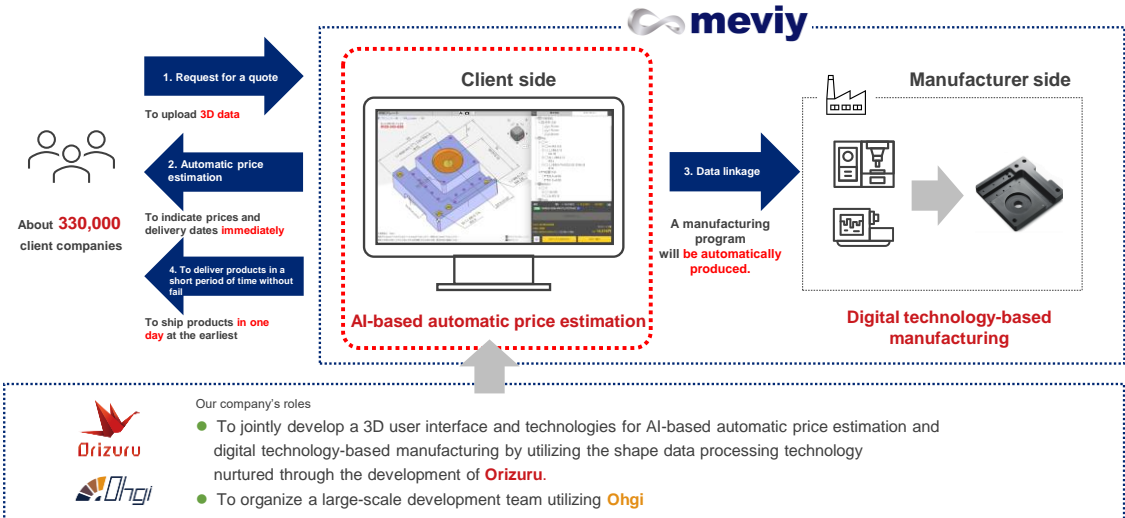 meviy
1. Request for a quote
To upload 3D data
2. Automatic price
estimation
To indicate prices and
delivery dates immediately
4. To deliver products in a
short period of time without
fail
To ship products in one
day at the earliest
About 330,000
client companies
Client side
AI-based automatic price estimation
3. Data linkage
A manufacturing
program
will be automatically
produced.
Manufacturer side
Digital technology-based
manufacturing
Orizuru
Ohgi
Our company's roles
To jointly develop a 3D user interface and technologies for AI-based automatic price estimation and
digital technology-based manufacturing by utilizing the shape data processing technology
nurtured through the development of Orizuru.
To organize a large-scale development team utilizing Ohgi